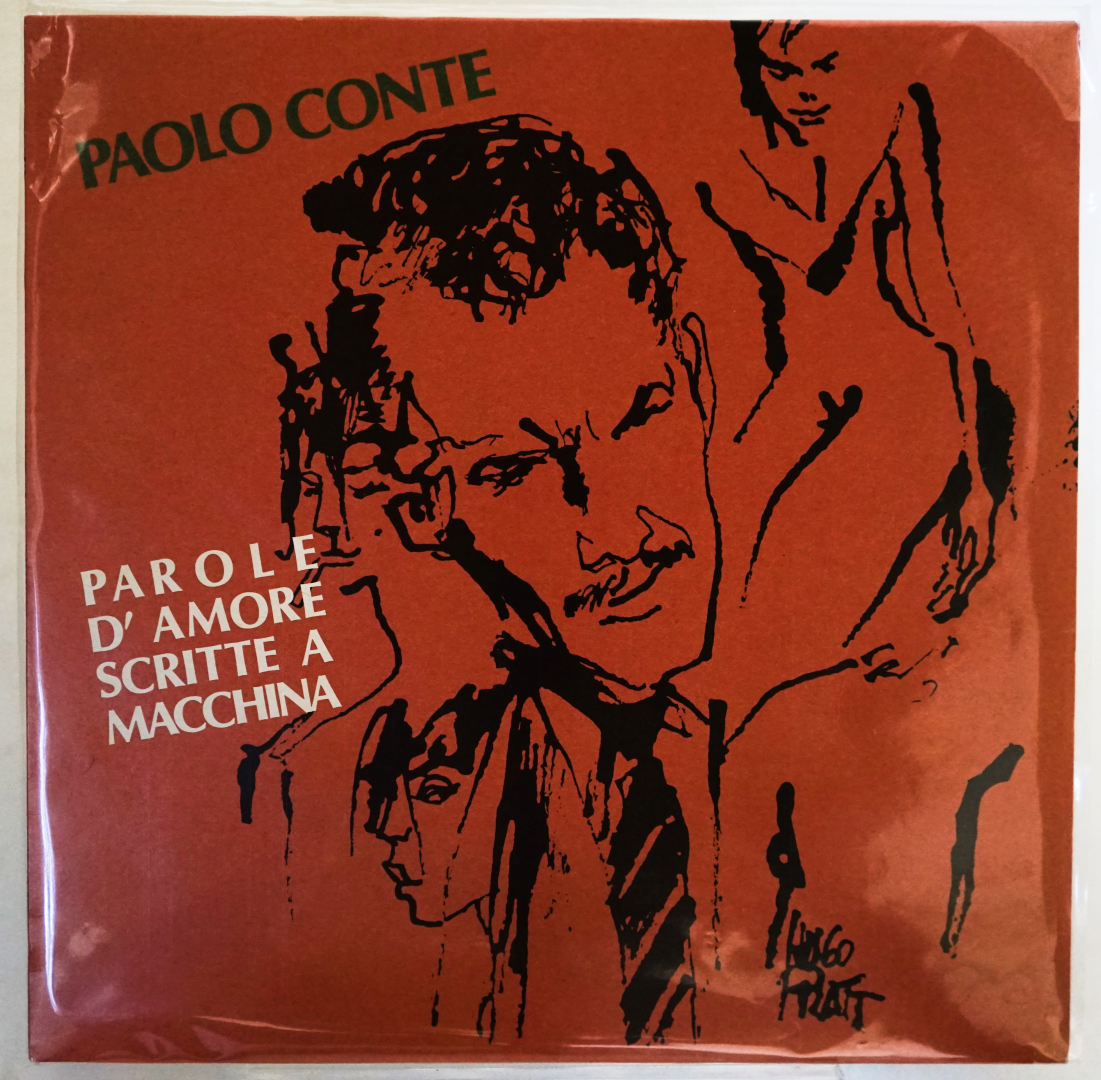 PAOLO CONTE
PAROLE
D' AMORE
SCRITTE A
MACCHINA
HUGO
PRATT